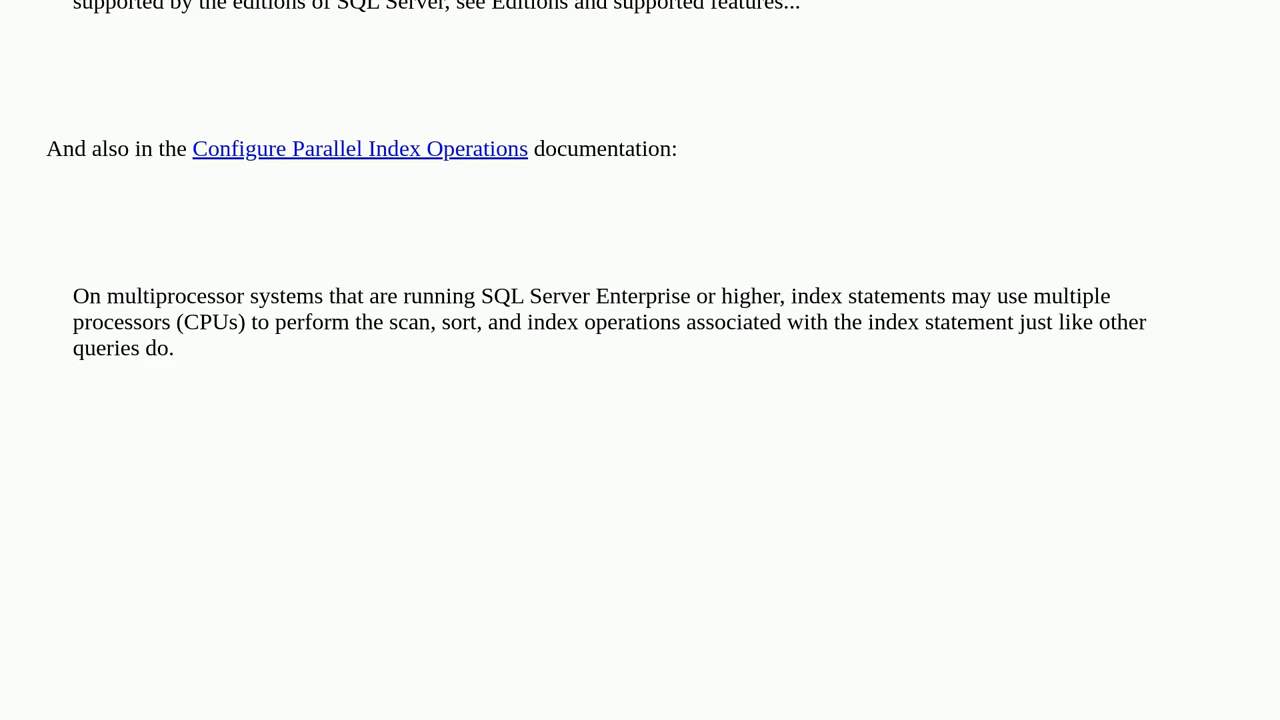 supported by the editions of SQL Server, see Editions and supported features...
And also in the Configure Parallel Index Operations documentation:
On multiprocessor systems that are running SQL Server Enterprise or higher, index statements may use multiple
processors (CPUs) to perform the scan, sort, and index operations associated with the index statement just like other
queries do.